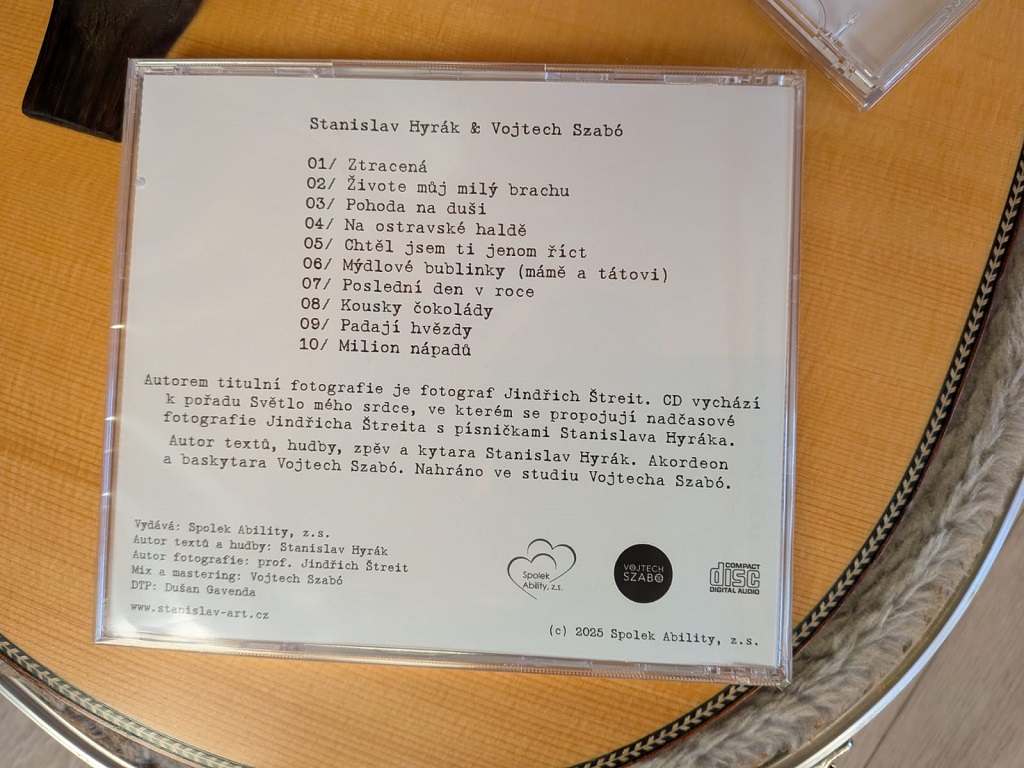 Stanislav Hyrák & Vojtech Szabó
01/ Ztracená
02/ Živote můj milý brachu
03/ Pohoda na duši
04/ Na ostravské haldě
05/ Chtěl jsem ti jenom říct
06/ Mýdlové bublinky (mámě a tátovi)
07/ Poslední den v roce
08/ Kousky čokolády
09/ Padají hvězdy
10/ Milion nápadů
Autorem titulní fotografie je fotograf Jindřich Štreit. CD vychází
k pořadu Světlo mého srdce, ve kterém se propojují nadčasové
fotografie Jindřicha Štreita s písničkami Stanislava Hyráka.
Autor textů, hudby, zpěv a kytara Stanislav Hyrák. Akordeon
a baskytara Vojtech Szabó. Nahráno ve studiu Vojtecha Szabó.
Vydává: Spolek Ability, z.s.
Autor textů a hudby: Stanislav Hyrák
Autor fotografie: prof. Jindřich Štreit
Mix a mastering: Vojtech Szabó
DTP: Dušan Gavenda
www.stanislav-art.cz
Spolek
Ability, z.s.
VOJTECH
SZABÓ
COMPACT
disc
DIGITAL AUDIO
(c) 2025 Spolek Ability, z.s.